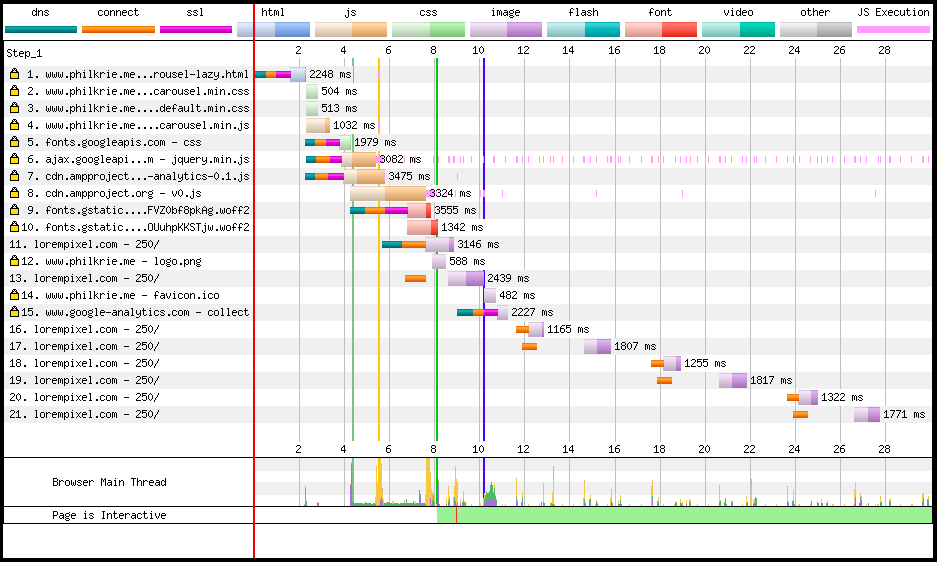 dns connect ssl html js css image flash font video other JS Execution
Step_1
2 4 6 8 10 12 14 16 18 20 22 24 26 28
1. www.philkrie.me...rousel-lazy.html 2248 ms
2. www.philkrie.me....carousel.min.css 504 ms
3. www.philkrie.me....default.min.css 513 ms
4. www.philkrie.me....carousel.min.js 1032 ms
5. fonts.googleapis.com - css 1979 ms
6. ajax.googleapi...m - jquery.min.js 3082 ms
7. cdn.ampproject...-analytics-0.1.js 3475 ms
8. cdn.ampproject.org - v0.js 3324 ms
9. fonts.gstatic....FVZ0bf8pkAg.woff2 3555 ms
10. fonts.gstatic....OUuhpKKSTjw.woff2 1342 ms
11. lorempixel.com - 250/ 3146 ms
12. www.philkrie.me - logo.png 588 ms
13. lorempixel.com - 250/ 2439 ms
14. www.philkrie.me - favicon.ico 482 ms
15. www.google-analytics.com - collect 2227 ms
16. lorempixel.com - 250/ 1165 ms
17. lorempixel.com - 250/ 1807 ms
18. lorempixel.com - 250/ 1255 ms
19. lorempixel.com - 250/ 1817 ms
20. lorempixel.com - 250/ 1322 ms
21. lorempixel.com - 250/ 1771 ms
2 4 6 8 10 12 14 16 18 20 22 24 26 28
Browser Main Thread
Page is Interactive